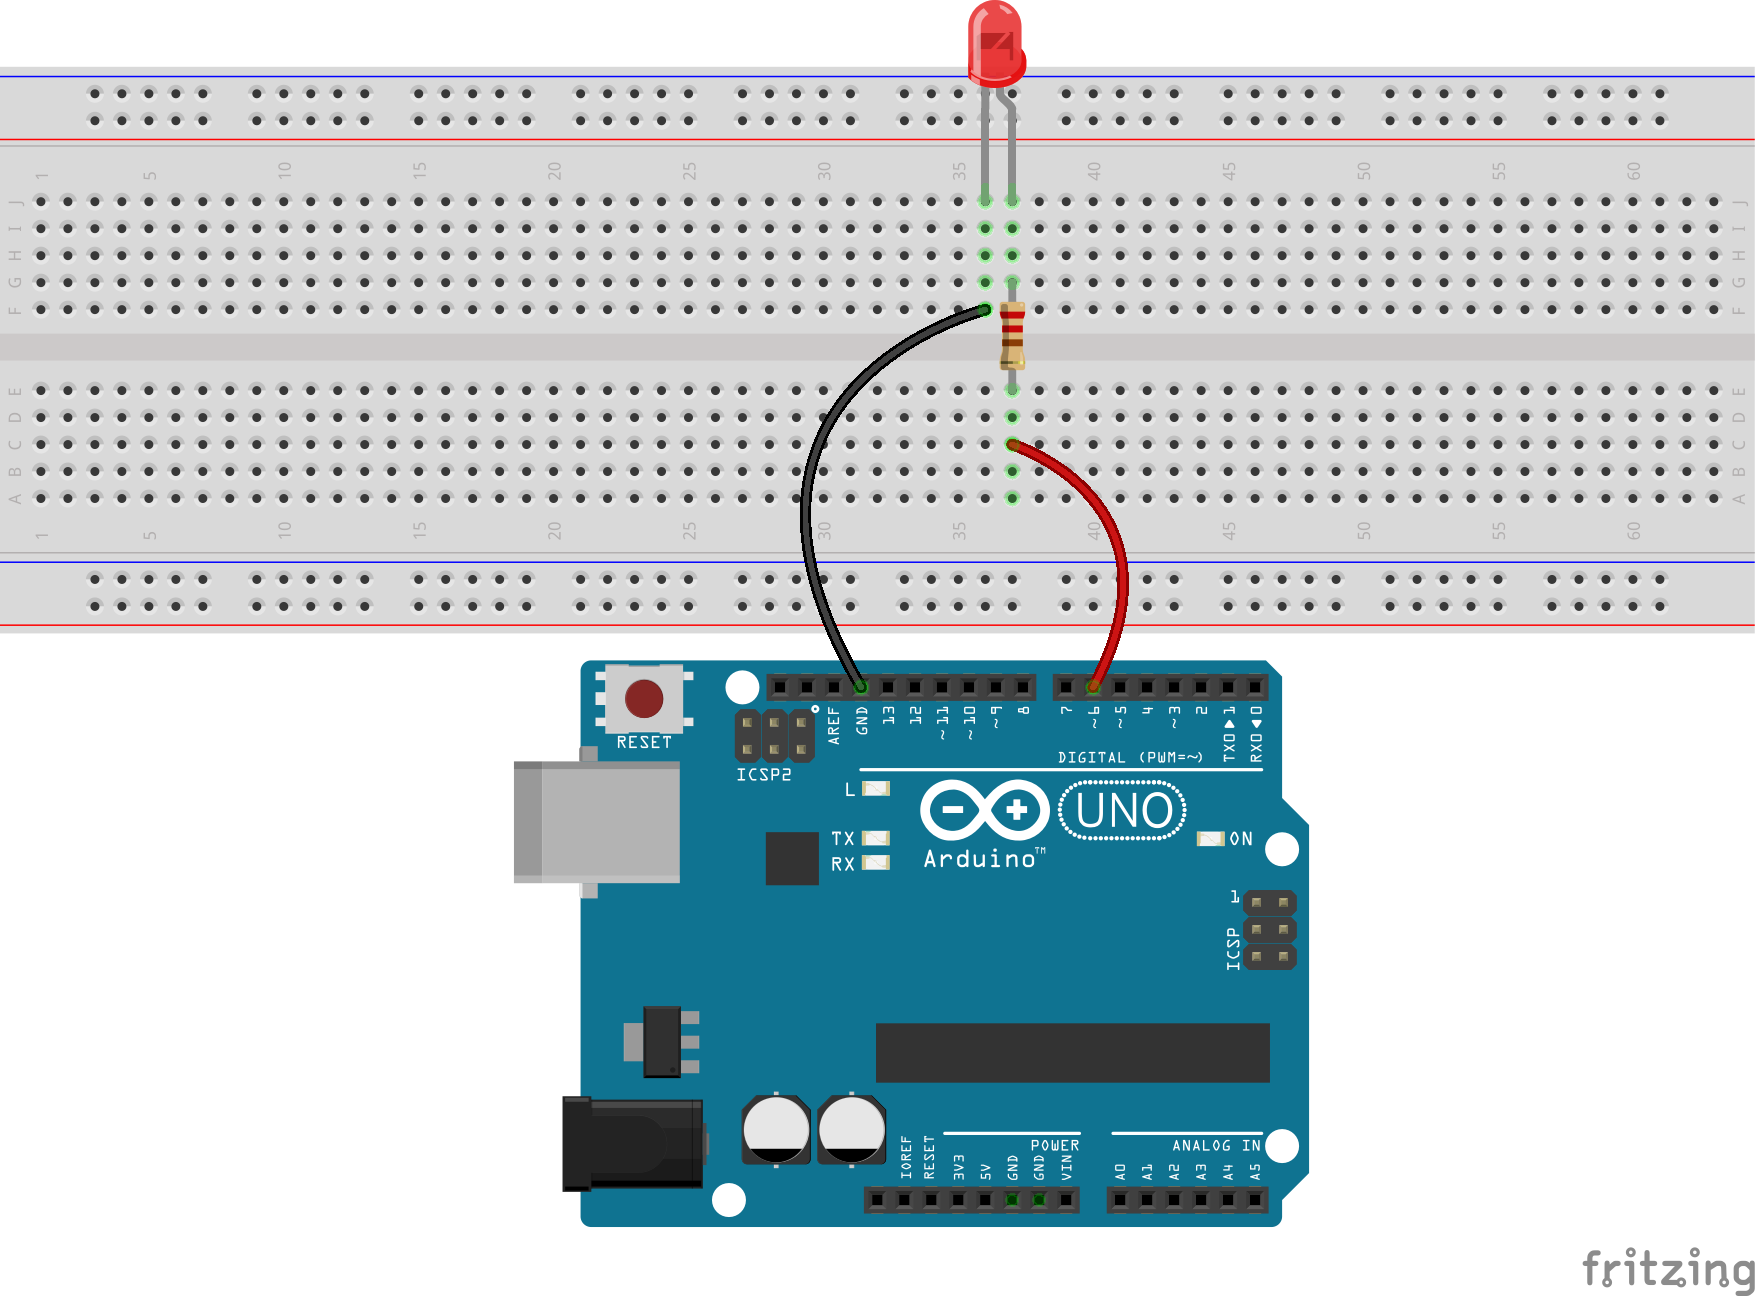 1 5 10 15 20 25 30 35 40 45 50 55 60
J J
I I
H H
G G
F F
E E
D D
C C
B B
A A
1 5 10 15 20 25 30 35 40 45 50 55 60
RESET
AREF GND 13 12 ~11 ~10 ~9 8 7 ~6 ~5 4 ~3 2 TX0▶1 RX0◀0
DIGITAL (PWM=~)
ICSP2
L
UNO
TX
ON
RX
Arduino™
1
ICSP
POWER
ANALOG IN
IOREF RESET 3V3 5V GND GND VIN A0 A1 A2 A3 A4 A5
fritzing